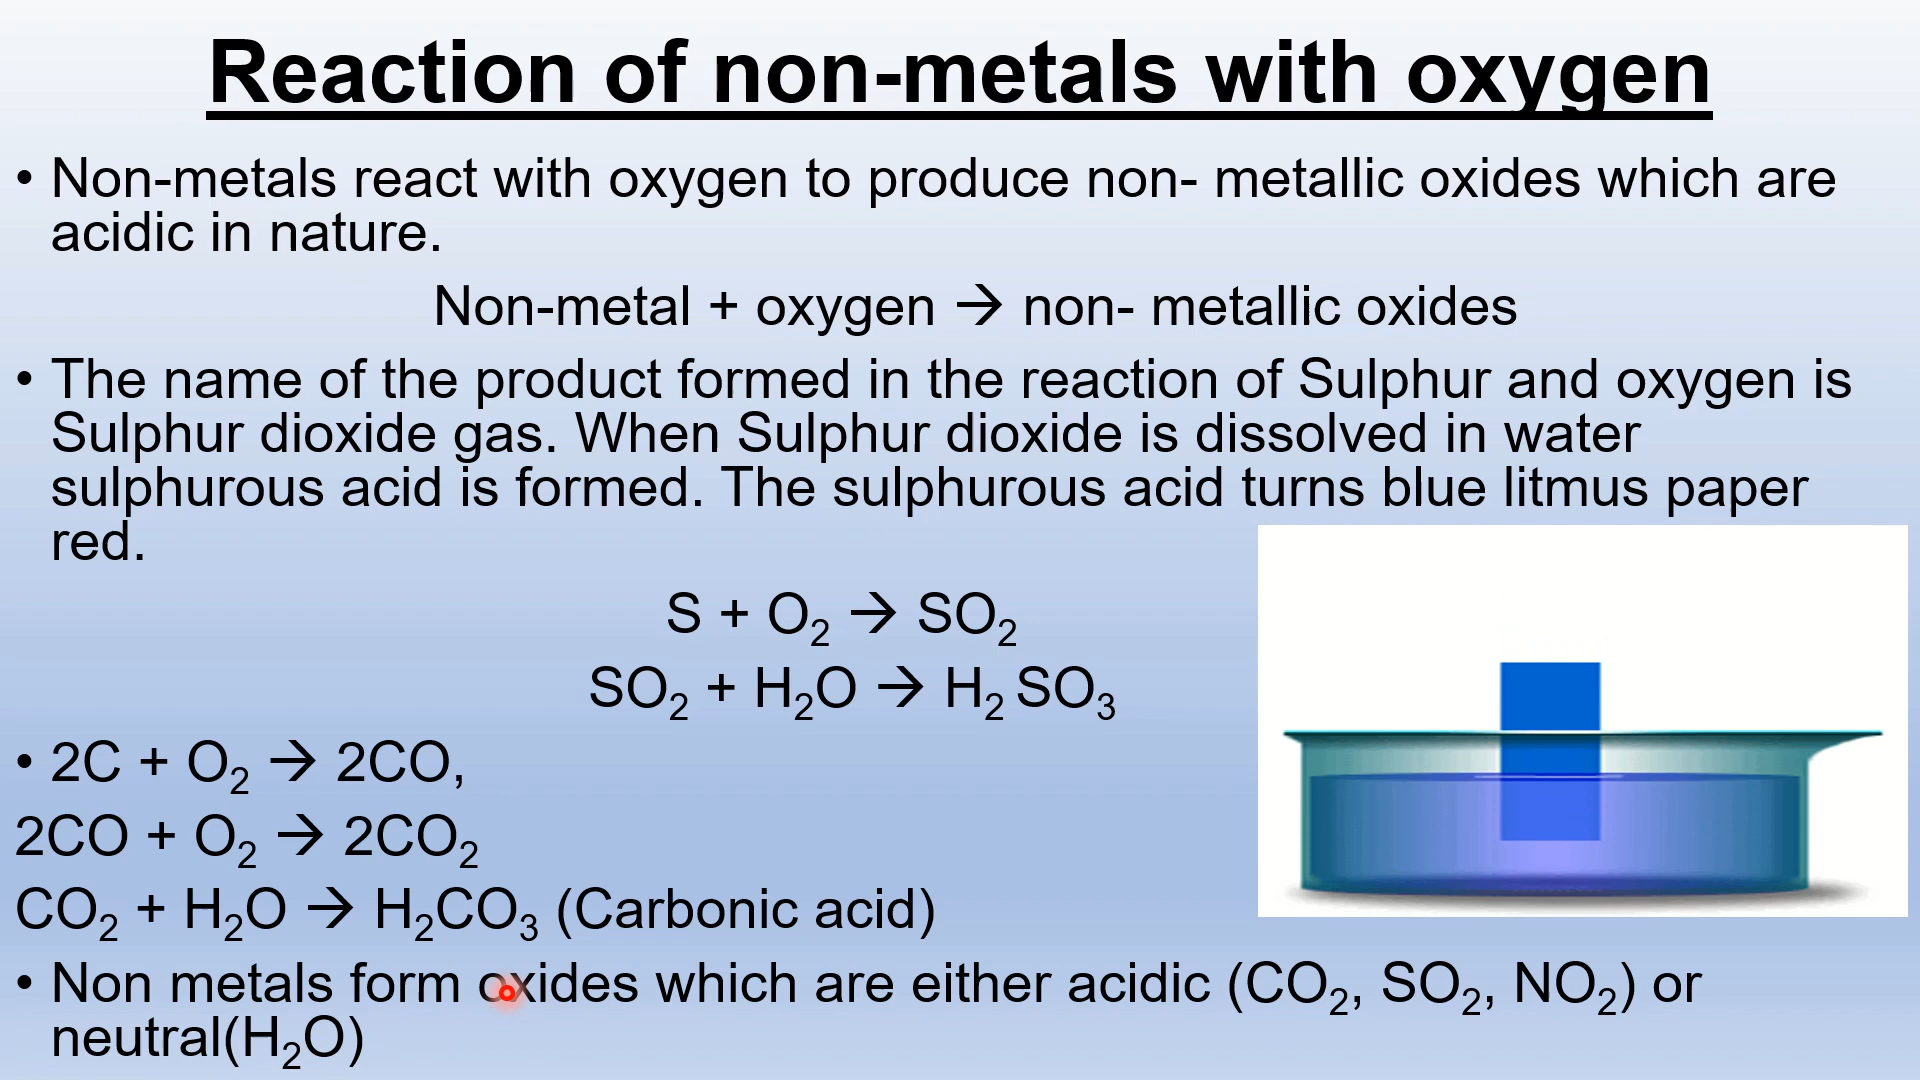 Reaction of non-metals with oxygen
• Non-metals react with oxygen to produce non- metallic oxides which are
acidic in nature.
Non-metal + oxygen → non- metallic oxides
• The name of the product formed in the reaction of Sulphur and oxygen is
Sulphur dioxide gas. When Sulphur dioxide is dissolved in water
sulphurous acid is formed. The sulphurous acid turns blue litmus paper
red.
S + O₂ → SO₂
SO₂ + H₂O → H₂ SO₃
• 2C + O₂ → 2CO,
2CO + O₂ → 2CO₂
CO₂ + H₂O → H₂CO₃ (Carbonic acid)
• Non metals form oxides which are either acidic (CO₂, SO₂, NO₂) or
neutral(H₂O)